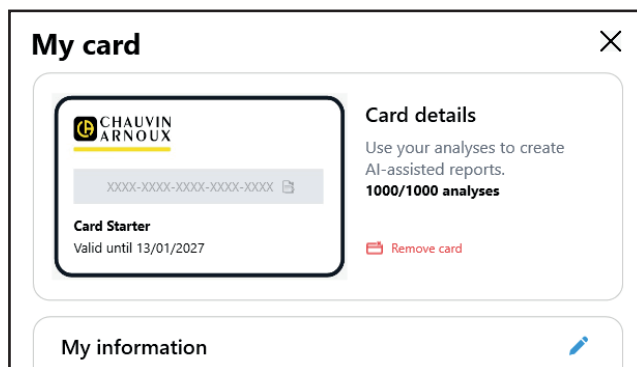 My card
CHAUVIN
ARNOUX
XXXX-XXXX-XXXX-XXXX-XXXX
Card Starter
Valid until 13/01/2027
Card details
Use your analyses to create
AI-assisted reports.
1000/1000 analyses
Remove card
My information